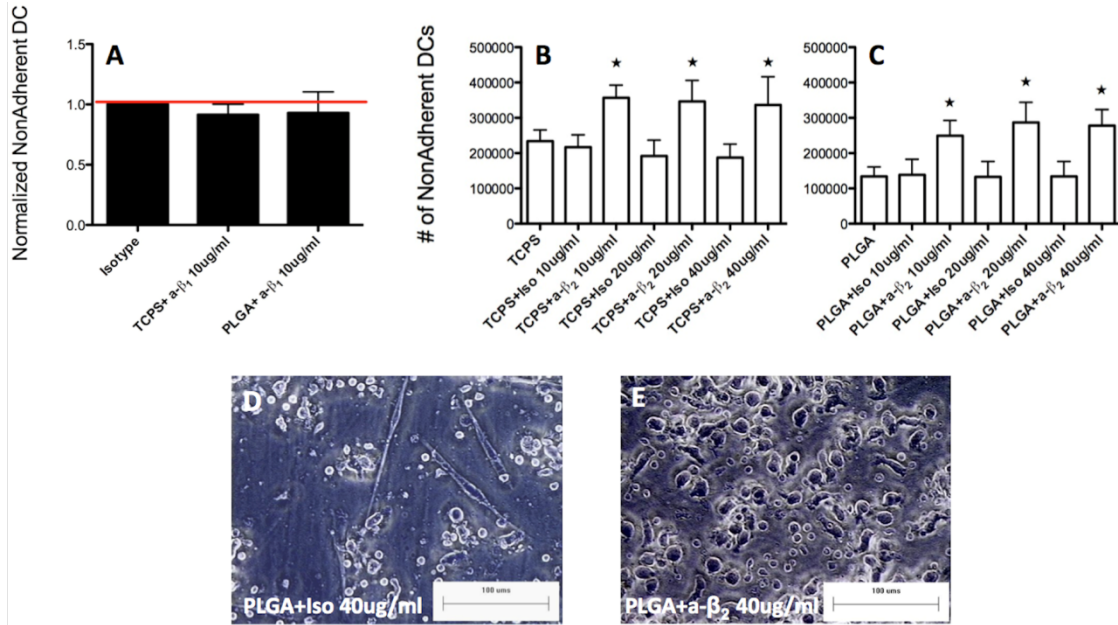 Normalized NonAdherent DC
A
1.5
1.0
0.5
0.0
Isotype
TCPS+ a-β₁ 10ug/ml
PLGA+ a-β₁ 10ug/ml
# of NonAdherent DCs
B
500000
400000
300000
200000
100000
0
★ ★ ★
TCPS
TCPS+Iso 10ug/ml
TCPS+a-β₂ 10ug/ml
TCPS+Iso 20ug/ml
TCPS+a-β₂ 20ug/ml
TCPS+Iso 40ug/ml
TCPS+a-β₂ 40ug/ml
C
500000
400000
300000
200000
100000
0
★ ★ ★
PLGA
PLGA+Iso 10ug/ml
PLGA+a-β₂ 10ug/ml
PLGA+Iso 20ug/ml
PLGA+a-β₂ 20ug/ml
PLGA+Iso 40ug/ml
PLGA+a-β₂ 40ug/ml
D
100 ums
PLGA+Iso 40ug/ml
E
100 ums
PLGA+a-β₂ 40ug/ml